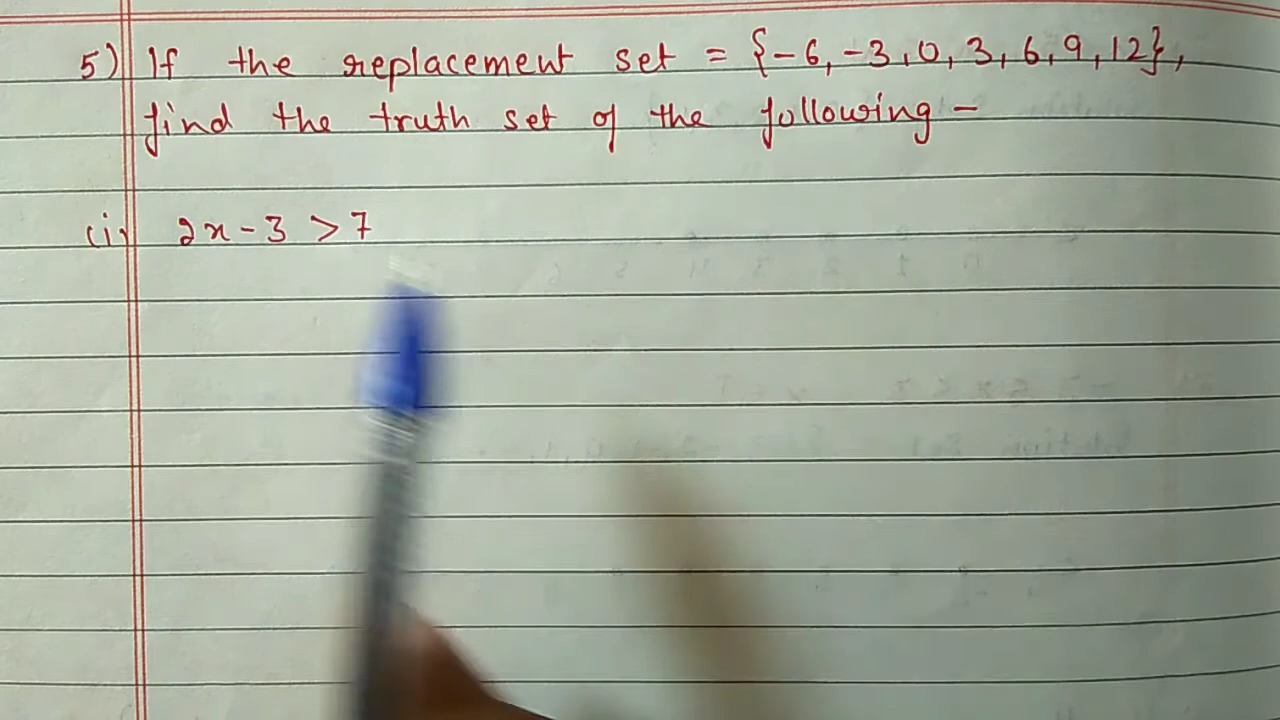 5) If the replacement set = {-6, -3, 0, 3, 6, 9, 12},
find the truth set of the following -
(i) 2x - 3 > 7